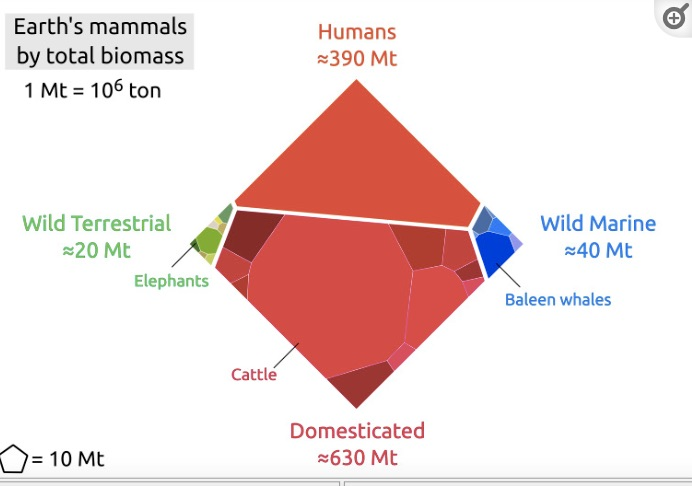 Earth's mammals
by total biomass
1 Mt = 10⁶ ton
Humans
≈390 Mt
Wild Terrestrial
≈20 Mt
Elephants
Wild Marine
≈40 Mt
Baleen whales
Cattle
Domesticated
≈630 Mt
= 10 Mt